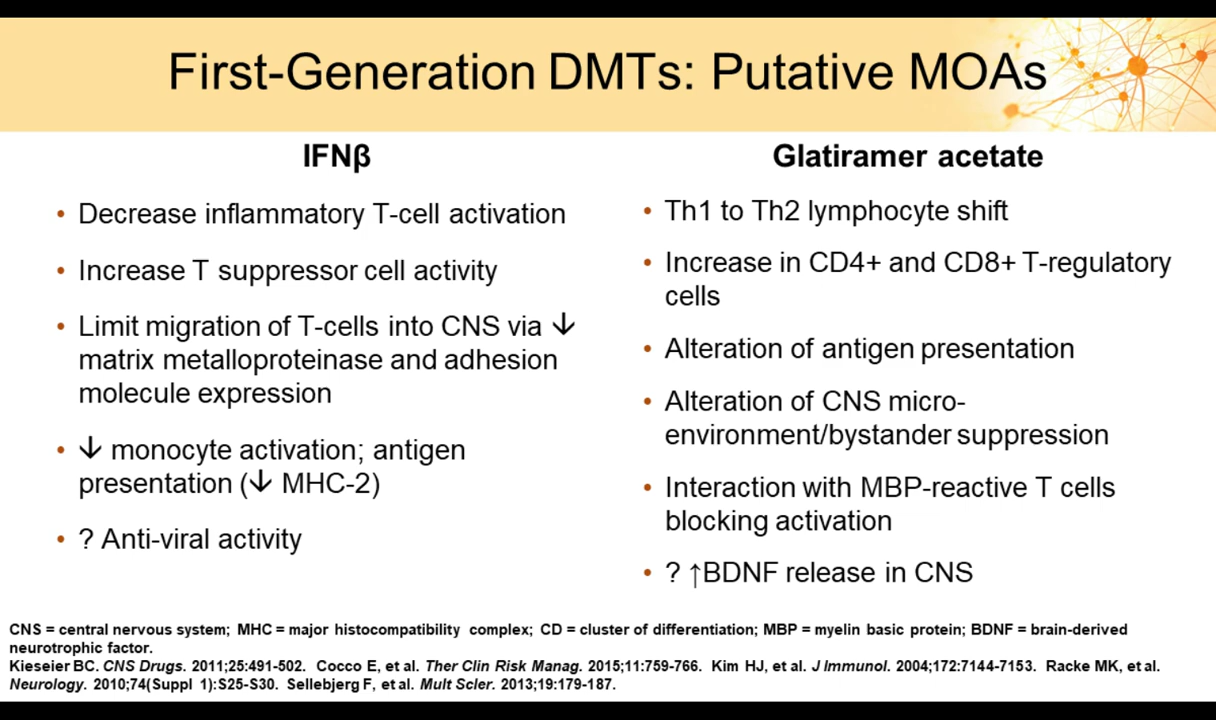 First-Generation DMTs: Putative MOAs
IFNβ
• Decrease inflammatory T-cell activation
• Increase T suppressor cell activity
• Limit migration of T-cells into CNS via ↓
matrix metalloproteinase and adhesion
molecule expression
• ↓ monocyte activation; antigen
presentation (↓ MHC-2)
• ? Anti-viral activity
Glatiramer acetate
• Th1 to Th2 lymphocyte shift
• Increase in CD4+ and CD8+ T-regulatory
cells
• Alteration of antigen presentation
• Alteration of CNS micro-
environment/bystander suppression
• Interaction with MBP-reactive T cells
blocking activation
• ? ↑BDNF release in CNS
CNS = central nervous system; MHC = major histocompatibility complex; CD = cluster of differentiation; MBP = myelin basic protein; BDNF = brain-derived
neurotrophic factor.
Kieseier BC. CNS Drugs. 2011;25:491-502. Cocco E, et al. Ther Clin Risk Manag. 2015;11:759-766. Kim HJ, et al. J Immunol. 2004;172:7144-7153. Racke MK, et al.
Neurology. 2010;74(Suppl 1):S25-S30. Sellebjerg F, et al. Mult Scler. 2013;19:179-187.